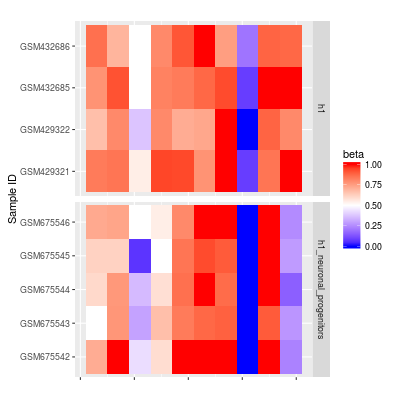 Sample ID
GSM432686
GSM432685
GSM429322
GSM429321
h1
GSM675546
GSM675545
GSM675544
GSM675543
GSM675542
h1_neuronal_progenitors
beta
1.00
0.75
0.50
0.25
0.00